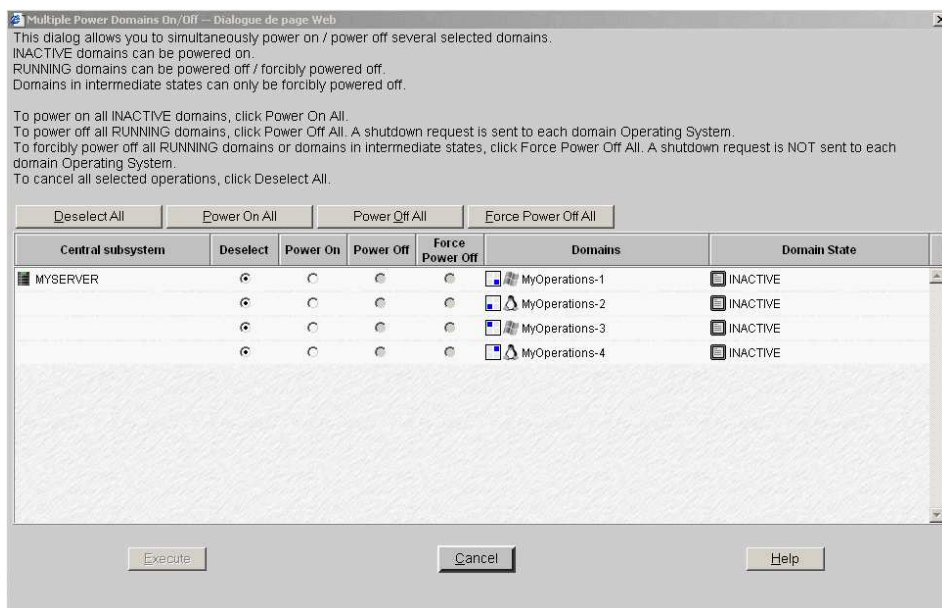 Multiple Power Domains On/Off -- Dialogue de page Web
This dialog allows you to simultaneously power on / power off several selected domains.
INACTIVE domains can be powered on.
RUNNING domains can be powered off / forcibly powered off.
Domains in intermediate states can only be forcibly powered off.
To power on all INACTIVE domains, click Power On All.
To power off all RUNNING domains, click Power Off All. A shutdown request is sent to each domain Operating System.
To forcibly power off all RUNNING domains or domains in intermediate states, click Force Power Off All. A shutdown request is NOT sent to each
domain Operating System.
To cancel all selected operations, click Deselect All.
Deselect All Power On All Power Off All Force Power Off All
Central subsystem Deselect Power On Power Off Force Power Off Domains Domain State
MYSERVER MyOperations-1 INACTIVE
MyOperations-2 INACTIVE
MyOperations-3 INACTIVE
MyOperations-4 INACTIVE
Execute Cancel Help